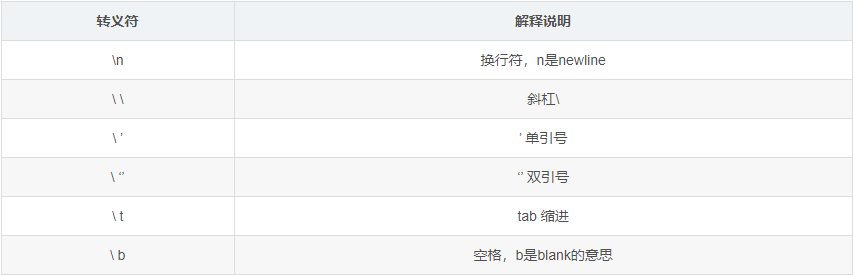 转义符 解释说明
\n 换行符，n是newline
\ \ 斜杠\
\ ’ ’ 单引号
\ ‘’ ‘’ 双引号
\ t tab 缩进
\ b 空格，b是blank的意思